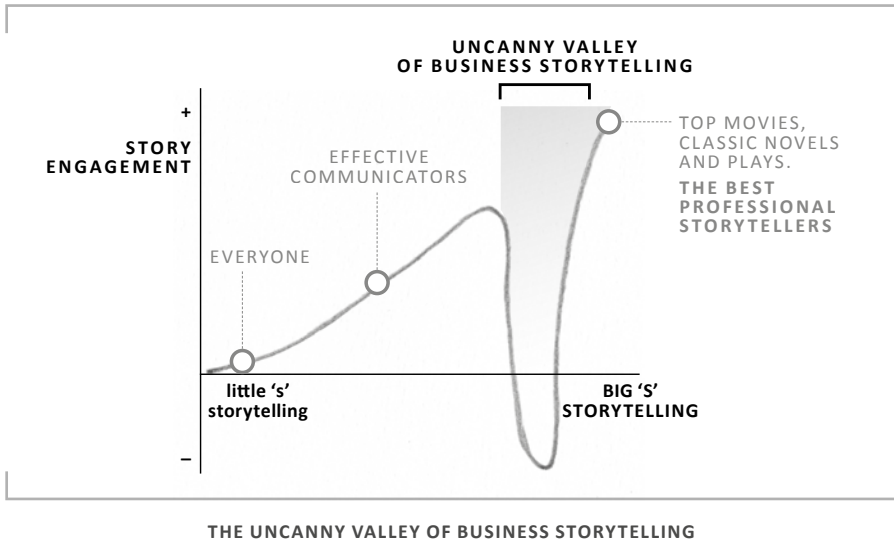 UNCANNY VALLEY
OF BUSINESS STORYTELLING
+
STORY
ENGAGEMENT
EFFECTIVE
COMMUNICATORS
EVERYONE
TOP MOVIES,
CLASSIC NOVELS
AND PLAYS.
THE BEST
PROFESSIONAL
STORYTELLERS
little ‘s’
storytelling
BIG ‘S’
STORYTELLING
–
THE UNCANNY VALLEY OF BUSINESS STORYTELLING